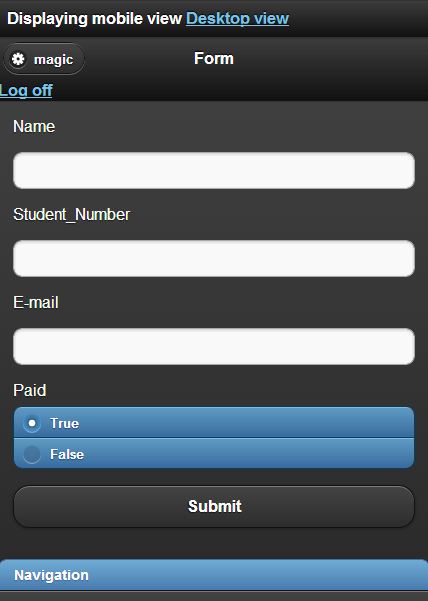 Displaying mobile view Desktop view
magic Form
Log off
Name
Student_Number
E-mail
Paid
True
False
Submit
Navigation